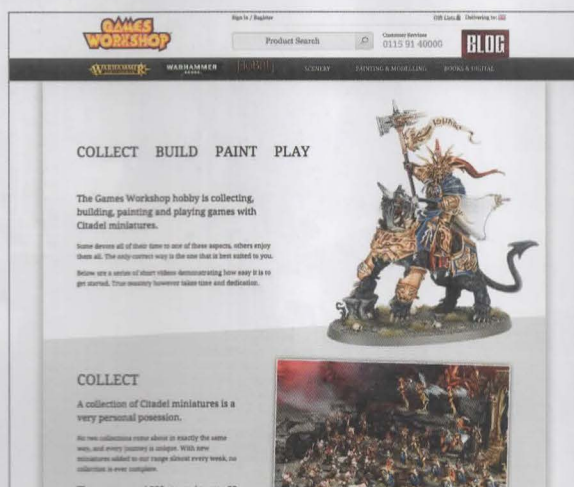 GAMES WORKSHOP
Sign In / Register
Gift Lists Delivering to:
Product Search
Customer Services
0115 91 40000
BLOG
WARHAMMER
SCENERY
PAINTING & MODELLING
BOOKS & DIGITAL
COLLECT BUILD PAINT PLAY
The Games Workshop hobby is collecting,
building, painting and playing games with
Citadel miniatures.
Some devote all of their time to one of these aspects, others enjoy
them all. The only correct way is the one that is best suited to you.
Below are a series of short videos demonstrating how easy it is to
get started. True mastery however takes time and dedication.
COLLECT
A collection of Citadel miniatures is a
very personal posession.
No two collections come about in exactly the same
way, and every journey is unique. With new
miniatures added to our range almost every week, no
collection is ever complete.